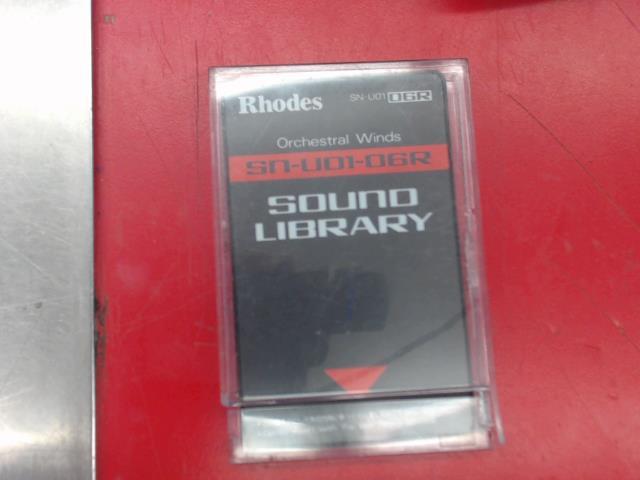 Rhodes SN-U01 06R
Orchestral Winds
SN-U01-06R
SOUND
LIBRARY